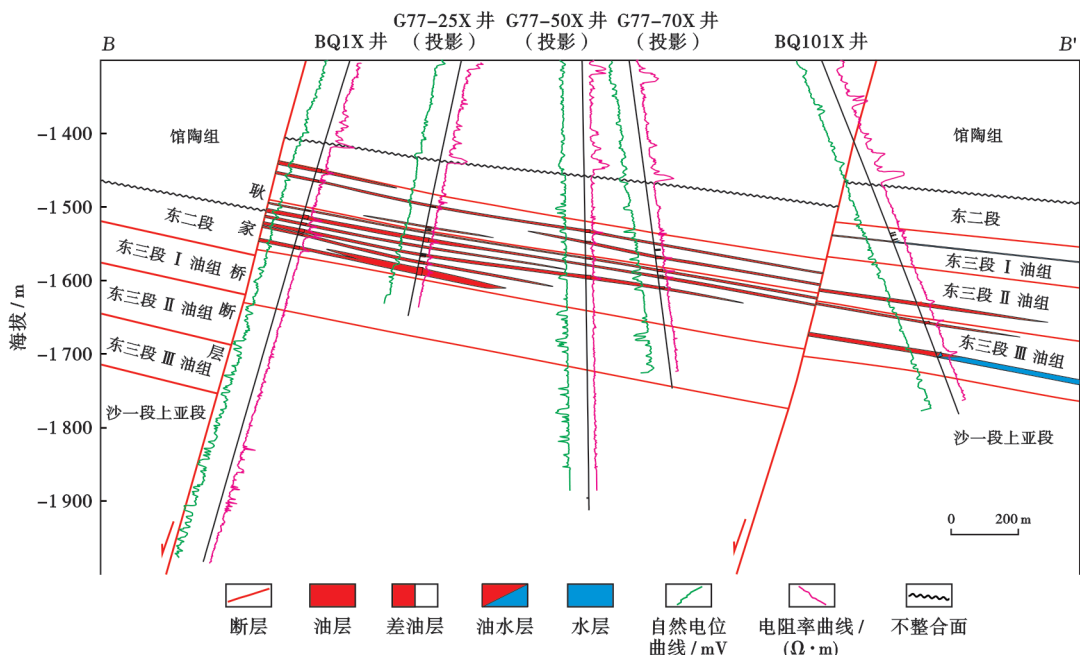 B
BQ1X 井
G77-25X 井
（投影）
G77-50X 井
（投影）
G77-70X 井
（投影）
BQ101X 井
B'
海拔/m
-1 400
-1 500
-1 600
-1 700
-1 800
-1 900
馆陶组
东二段
东三段 Ⅰ 油组
东三段 Ⅱ 油组
东三段 Ⅲ 油组
沙一段上亚段
耿
家
桥
断
层
馆陶组
东二段
东三段 Ⅰ 油组
东三段 Ⅱ 油组
东三段 Ⅲ 油组
沙一段上亚段
0 200 m
断层
油层
差油层
油水层
水层
自然电位
曲线/mV
电阻率曲线/
(Ω·m)
不整合面